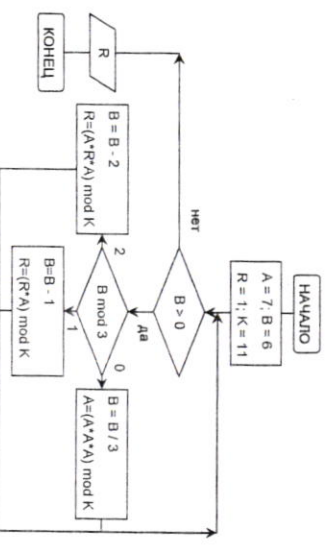 НАЧАЛО
A = 7; B = 6
R = 1; K = 11
B > 0
нет
да
B mod 3
2
1
0
B = B - 2
R=(A*R*A) mod K
B=B - 1
R=(R*A) mod K
B = B / 3
A=(A*A*A) mod K
R
КОНЕЦ